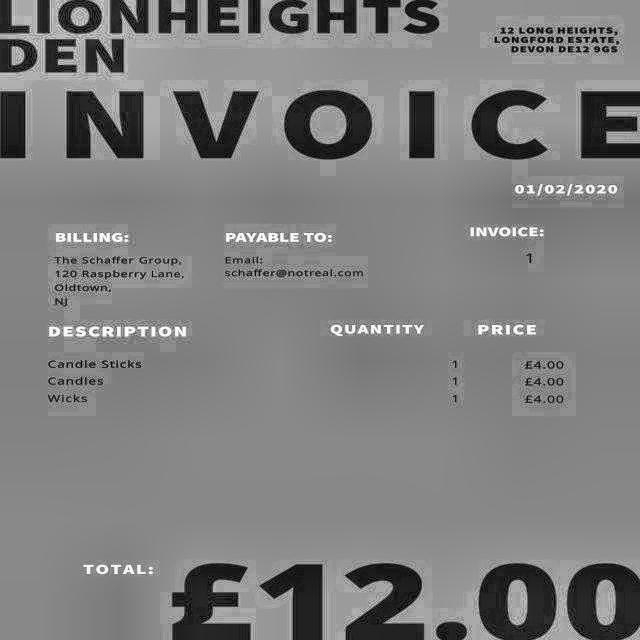 LIONHEIGHTS
DEN
12 LONG HEIGHTS,
LONGFORD ESTATE,
DEVON DE12 9GS
INVOICE
01/02/2020
BILLING:
The Schaffer Group,
120 Raspberry Lane,
Oldtown,
NJ
PAYABLE TO:
Email:
schaffer@notreal.com
INVOICE:
1
DESCRIPTION QUANTITY PRICE
Candle Sticks 1 £4.00
Candles 1 £4.00
Wicks 1 £4.00
TOTAL: £12.00